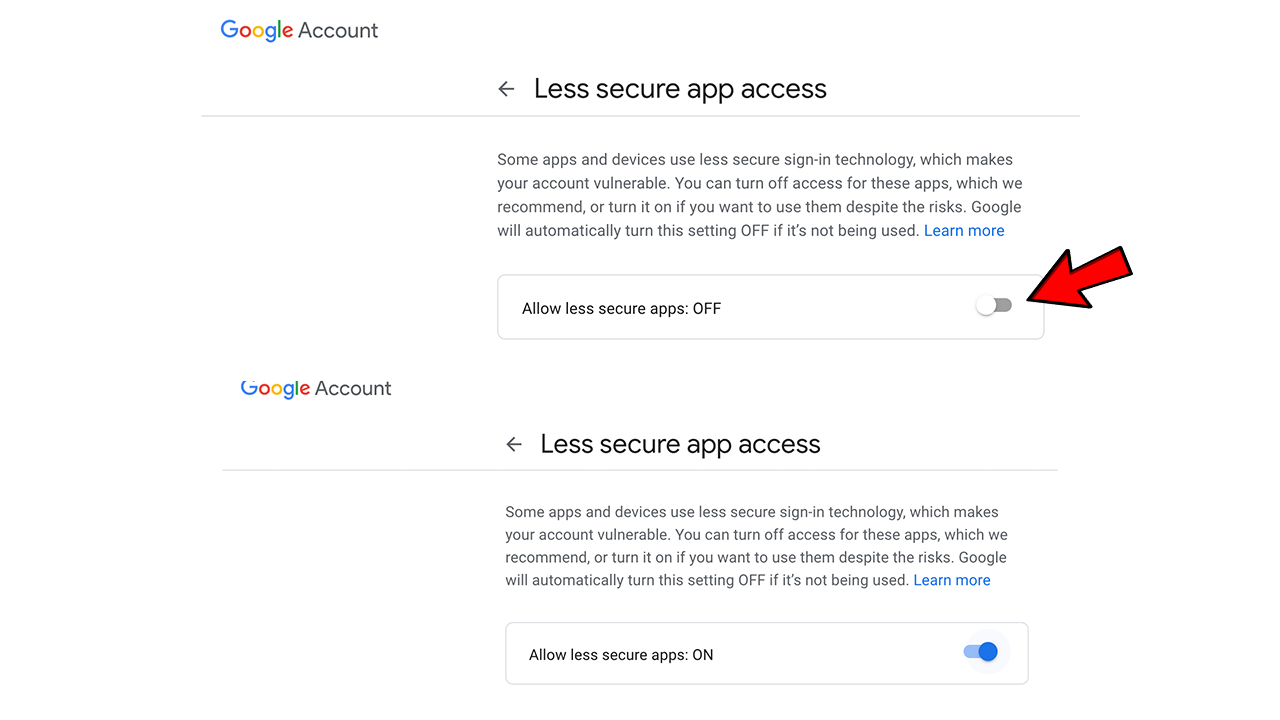 Google Account
Less secure app access
Some apps and devices use less secure sign-in technology, which makes
your account vulnerable. You can turn off access for these apps, which we
recommend, or turn it on if you want to use them despite the risks. Google
will automatically turn this setting OFF if it’s not being used. Learn more
Allow less secure apps: OFF
Google Account
Less secure app access
Some apps and devices use less secure sign-in technology, which makes
your account vulnerable. You can turn off access for these apps, which we
recommend, or turn it on if you want to use them despite the risks. Google
will automatically turn this setting OFF if it’s not being used. Learn more
Allow less secure apps: ON